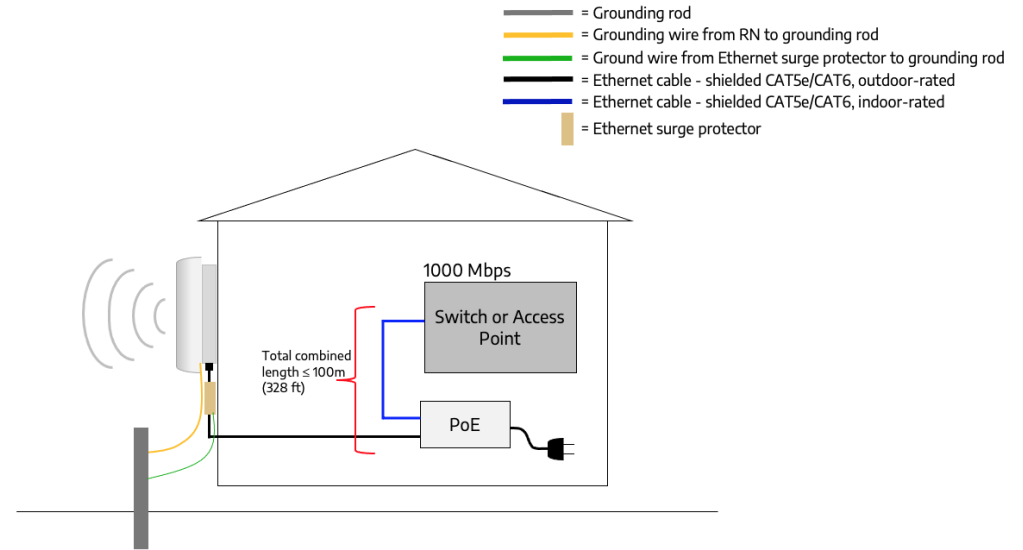 = Grounding rod
= Grounding wire from RN to grounding rod
= Ground wire from Ethernet surge protector to grounding rod
= Ethernet cable - shielded CAT5e/CAT6, outdoor-rated
= Ethernet cable - shielded CAT5e/CAT6, indoor-rated
= Ethernet surge protector
1000 Mbps
Switch or Access
Point
Total combined
length ≤ 100m
(328 ft)
PoE